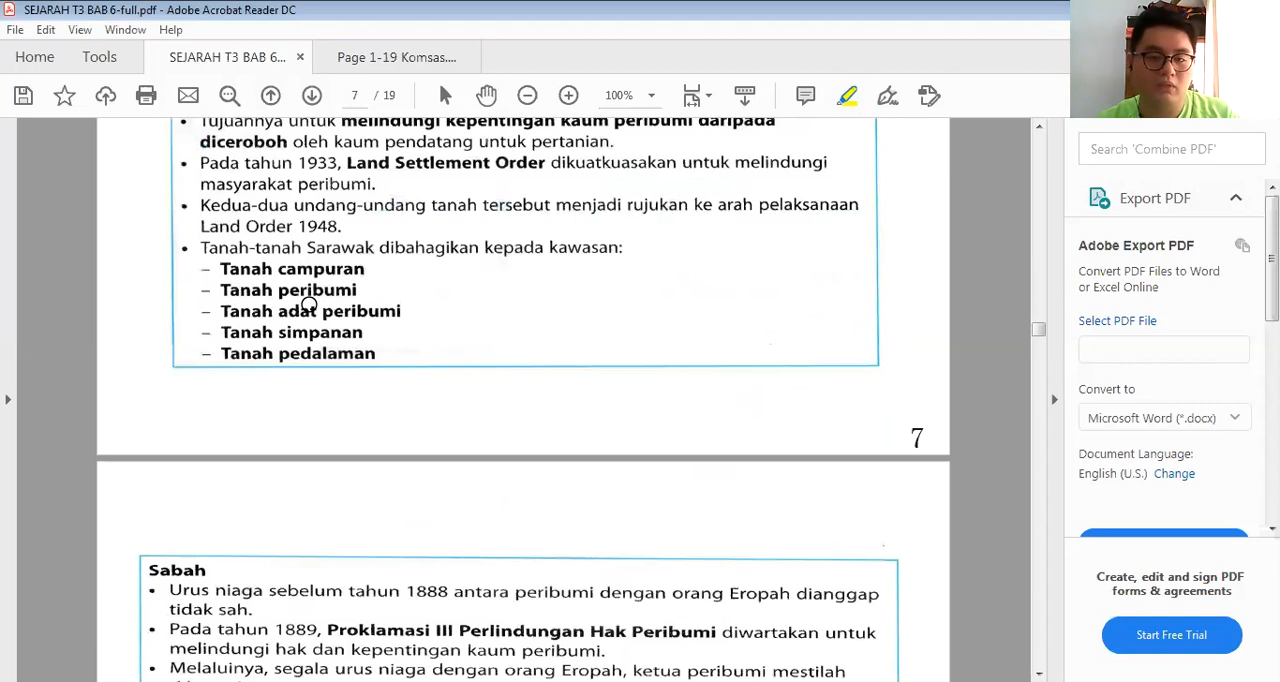 SEJARAH T3 BAB 6-full.pdf - Adobe Acrobat Reader DC
File Edit View Window Help
Home Tools SEJARAH T3 BAB 6... × Page 1-19 Komsas....
7 / 19 100%
Tujuannya untuk melindungi kepentingan kaum peribumi daripada
diceroboh oleh kaum pendatang untuk pertanian.
• Pada tahun 1933, Land Settlement Order dikuatkuasakan untuk melindungi
masyarakat peribumi.
• Kedua-dua undang-undang tanah tersebut menjadi rujukan ke arah pelaksanaan
Land Order 1948.
• Tanah-tanah Sarawak dibahagikan kepada kawasan:
– Tanah campuran
– Tanah peribumi
– Tanah adat peribumi
– Tanah simpanan
– Tanah pedalaman
7
Sabah
• Urus niaga sebelum tahun 1888 antara peribumi dengan orang Eropah dianggap
tidak sah.
• Pada tahun 1889, Proklamasi III Perlindungan Hak Peribumi diwartakan untuk
melindungi hak dan kepentingan kaum peribumi.
• Melaluinya, segala urus niaga dengan orang Eropah, ketua peribumi mestilah
Search 'Combine PDF'
Export PDF
Adobe Export PDF
Convert PDF Files to Word
or Excel Online
Select PDF File
Convert to
Microsoft Word (*.docx)
Document Language:
English (U.S.) Change
Create, edit and sign PDF
forms & agreements
Start Free Trial